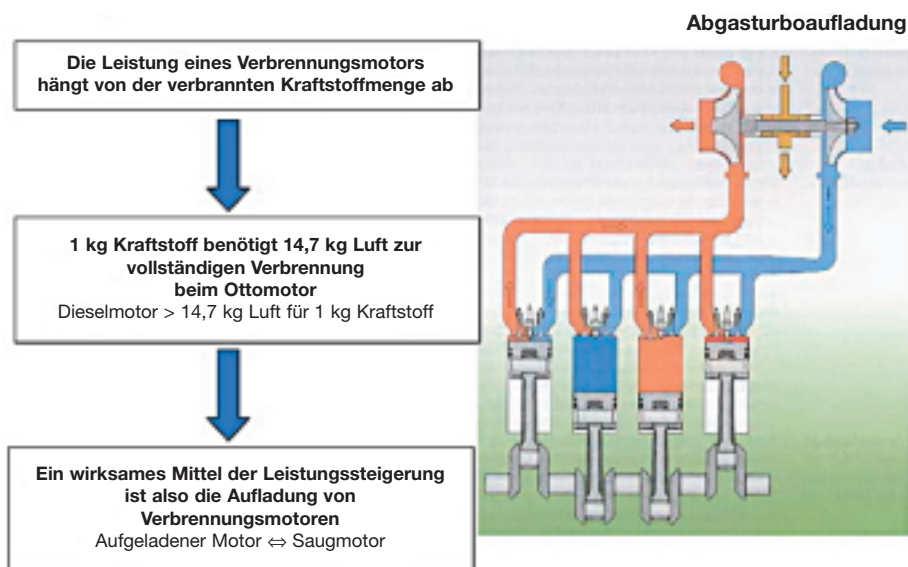 Abgasturboaufladung
Die Leistung eines Verbrennungsmotors
hängt von der verbrannten Kraftstoffmenge ab
1 kg Kraftstoff benötigt 14,7 kg Luft zur
vollständigen Verbrennung
beim Ottomotor
Dieselmotor > 14,7 kg Luft für 1 kg Kraftstoff
Ein wirksames Mittel der Leistungssteigerung
ist also die Aufladung von
Verbrennungsmotoren
Aufgeladener Motor ⇔ Saugmotor